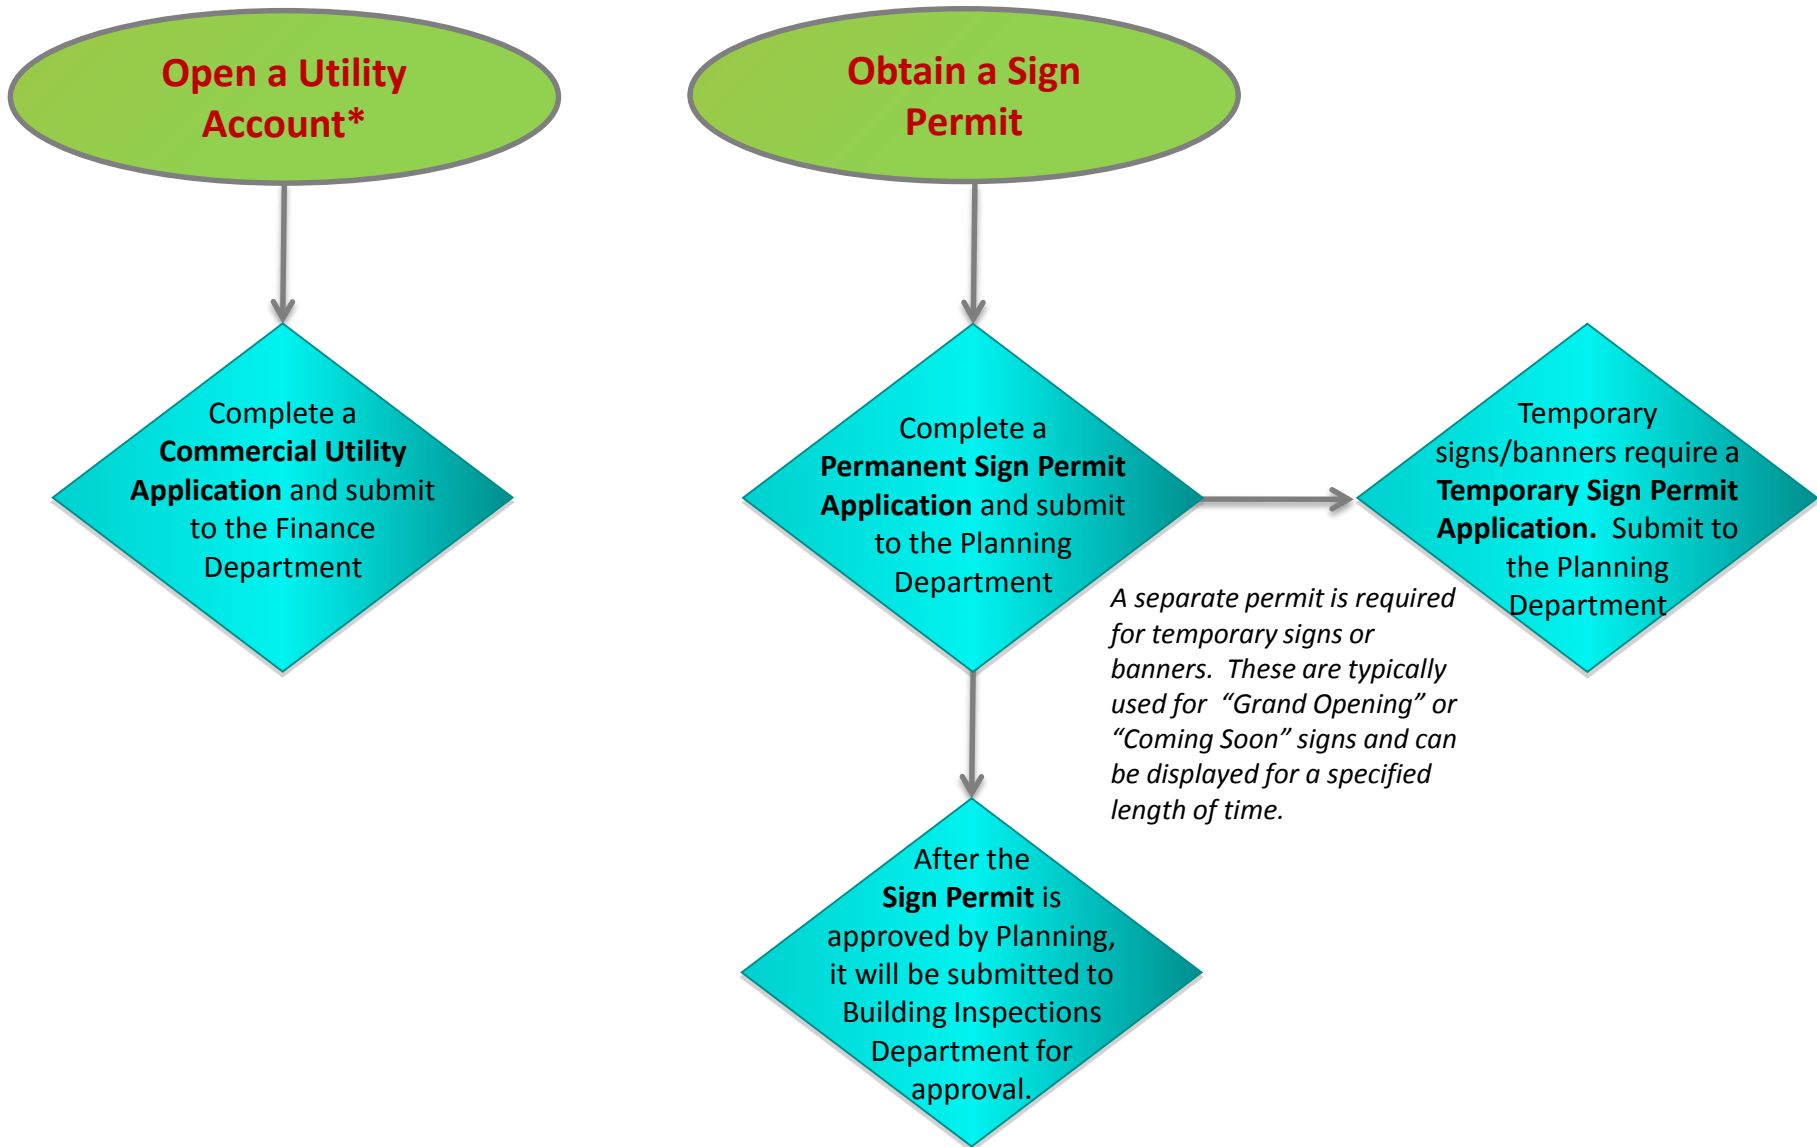 Open a Utility
Account*
Obtain a Sign
Permit
Complete a
Commercial Utility
Application and submit
to the Finance
Department
Complete a
Permanent Sign Permit
Application and submit
to the Planning
Department
Temporary
signs/banners require a
Temporary Sign Permit
Application.  Submit to
the Planning
Department
A separate permit is required
for temporary signs or
banners.  These are typically
used for  “Grand Opening” or
“Coming Soon” signs and can
be displayed for a specified
length of time.
After the
Sign Permit is
approved by Planning,
it will be submitted to
Building Inspections
Department for
approval.